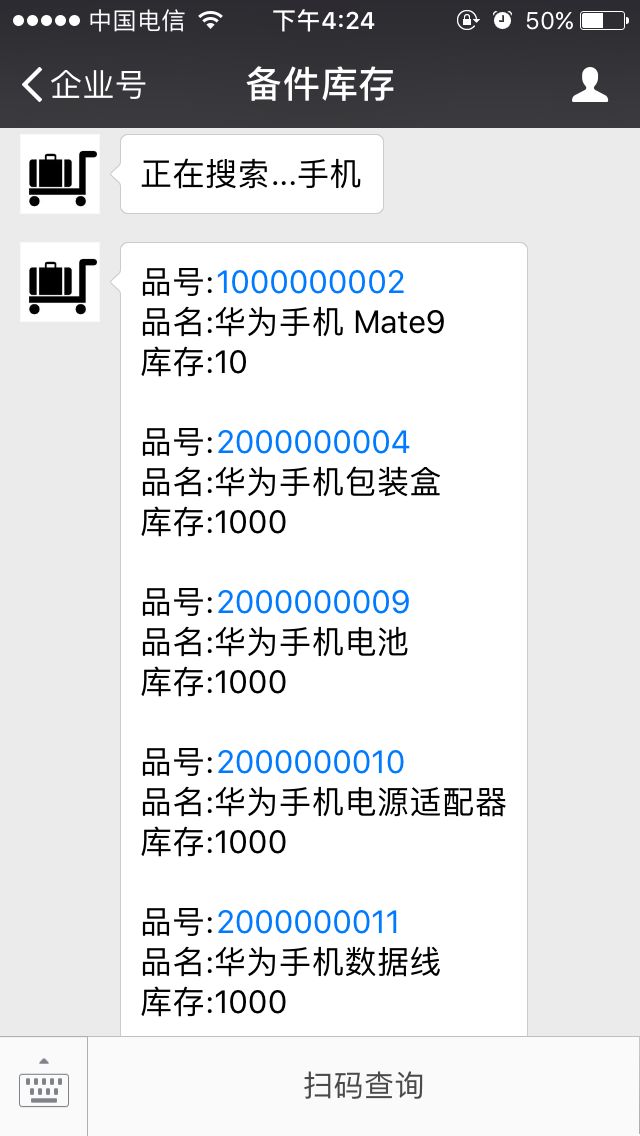 中国电信 下午4:24 50%
企业号 备件库存
正在搜索...手机
品号:1000000002
品名:华为手机 Mate9
库存:10
品号:2000000004
品名:华为手机包装盒
库存:1000
品号:2000000009
品名:华为手机电池
库存:1000
品号:2000000010
品名:华为手机电源适配器
库存:1000
品号:2000000011
品名:华为手机数据线
库存:1000
扫码查询